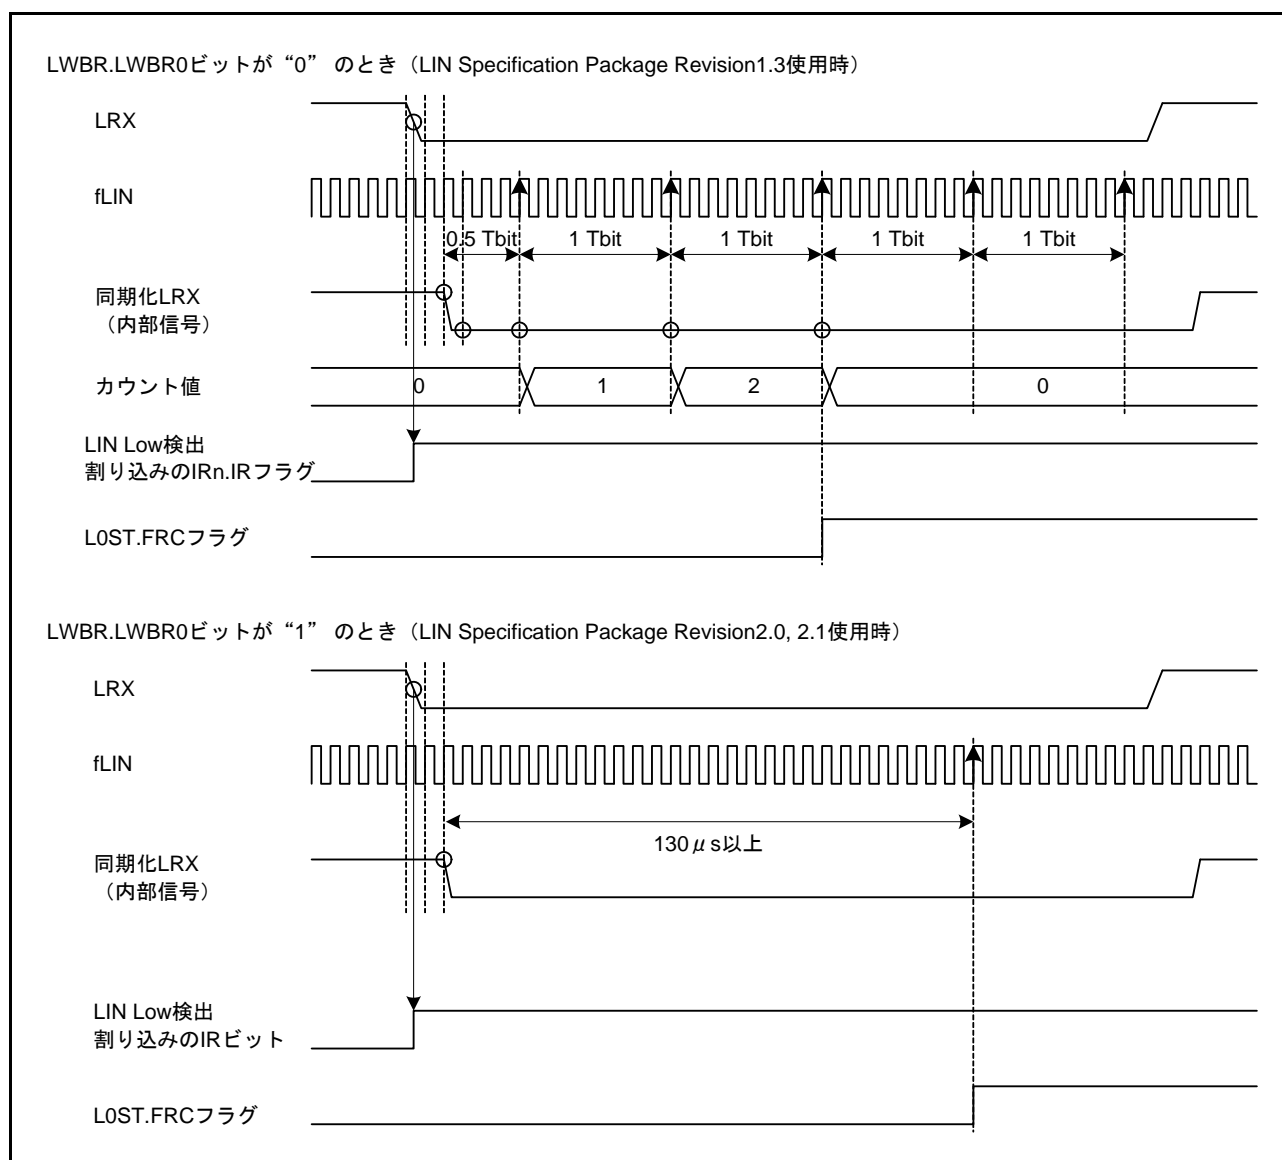 LWBR.LWBR0ビットが“0” のとき（LIN Specification Package Revision1.3使用時）
LRX
fLIN
0.5 Tbit 1 Tbit 1 Tbit 1 Tbit 1 Tbit
同期化LRX
（内部信号）
カウント値 0 1 2 0
LIN Low検出
割り込みのIRn.IRフラグ
L0ST.FRCフラグ
LWBR.LWBR0ビットが“1” のとき（LIN Specification Package Revision2.0, 2.1使用時）
LRX
fLIN
130μs以上
同期化LRX
（内部信号）
LIN Low検出
割り込みのIRビット
L0ST.FRCフラグ